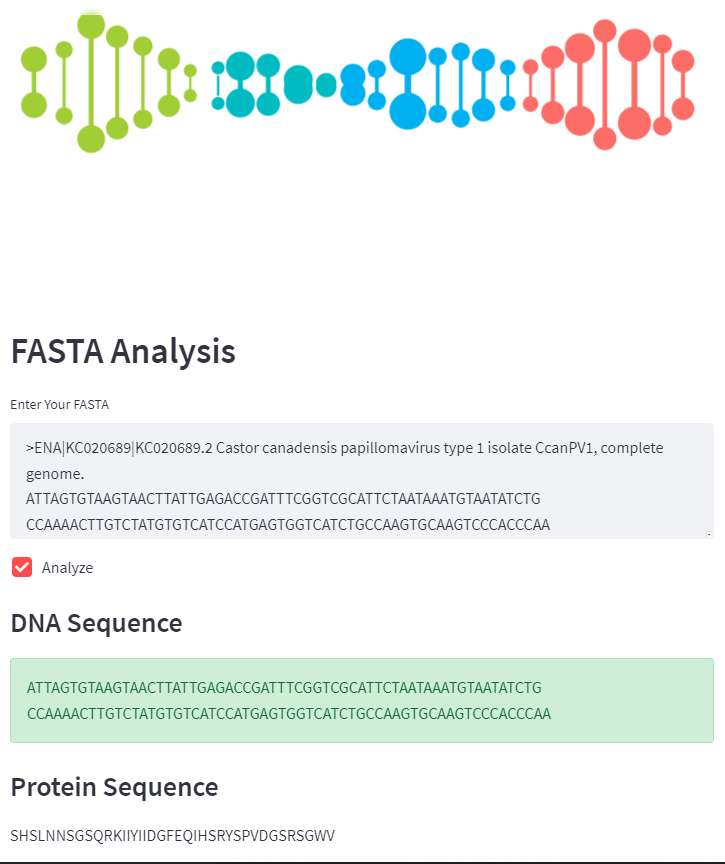 FASTA Analysis
Enter Your FASTA
>ENA|KC020689|KC020689.2 Castor canadensis papillomavirus type 1 isolate CcanPV1, complete
genome.
ATTAGTGTAAGTAACTTATTGAGACCGATTTCGGTCGCATTCTAATAAATGTAATATCTG
CCAAAACTTGTCTATGTGTCATCCATGAGTGGTCATCTGCCAAGTGCAAGTCCCACCCAA
Analyze
DNA Sequence
ATTAGTGTAAGTAACTTATTGAGACCGATTTCGGTCGCATTCTAATAAATGTAATATCTG
CCAAAACTTGTCTATGTGTCATCCATGAGTGGTCATCTGCCAAGTGCAAGTCCCACCCAA
Protein Sequence
SHSLNNSGSQRKIIYIIDGFEQIHSRYSPVDGSRSGWV